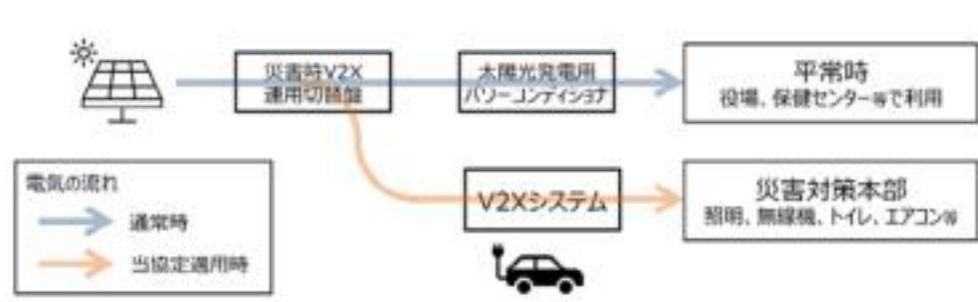 災害時V2X
運用切替盤
太陽光発電用
パワーコンディショナ
平常時
役場、保健センター等で利用
電気の流れ
通常時
当協定適用時
V2Xシステム
災害対策本部
照明、無線機、トイレ、エアコン等